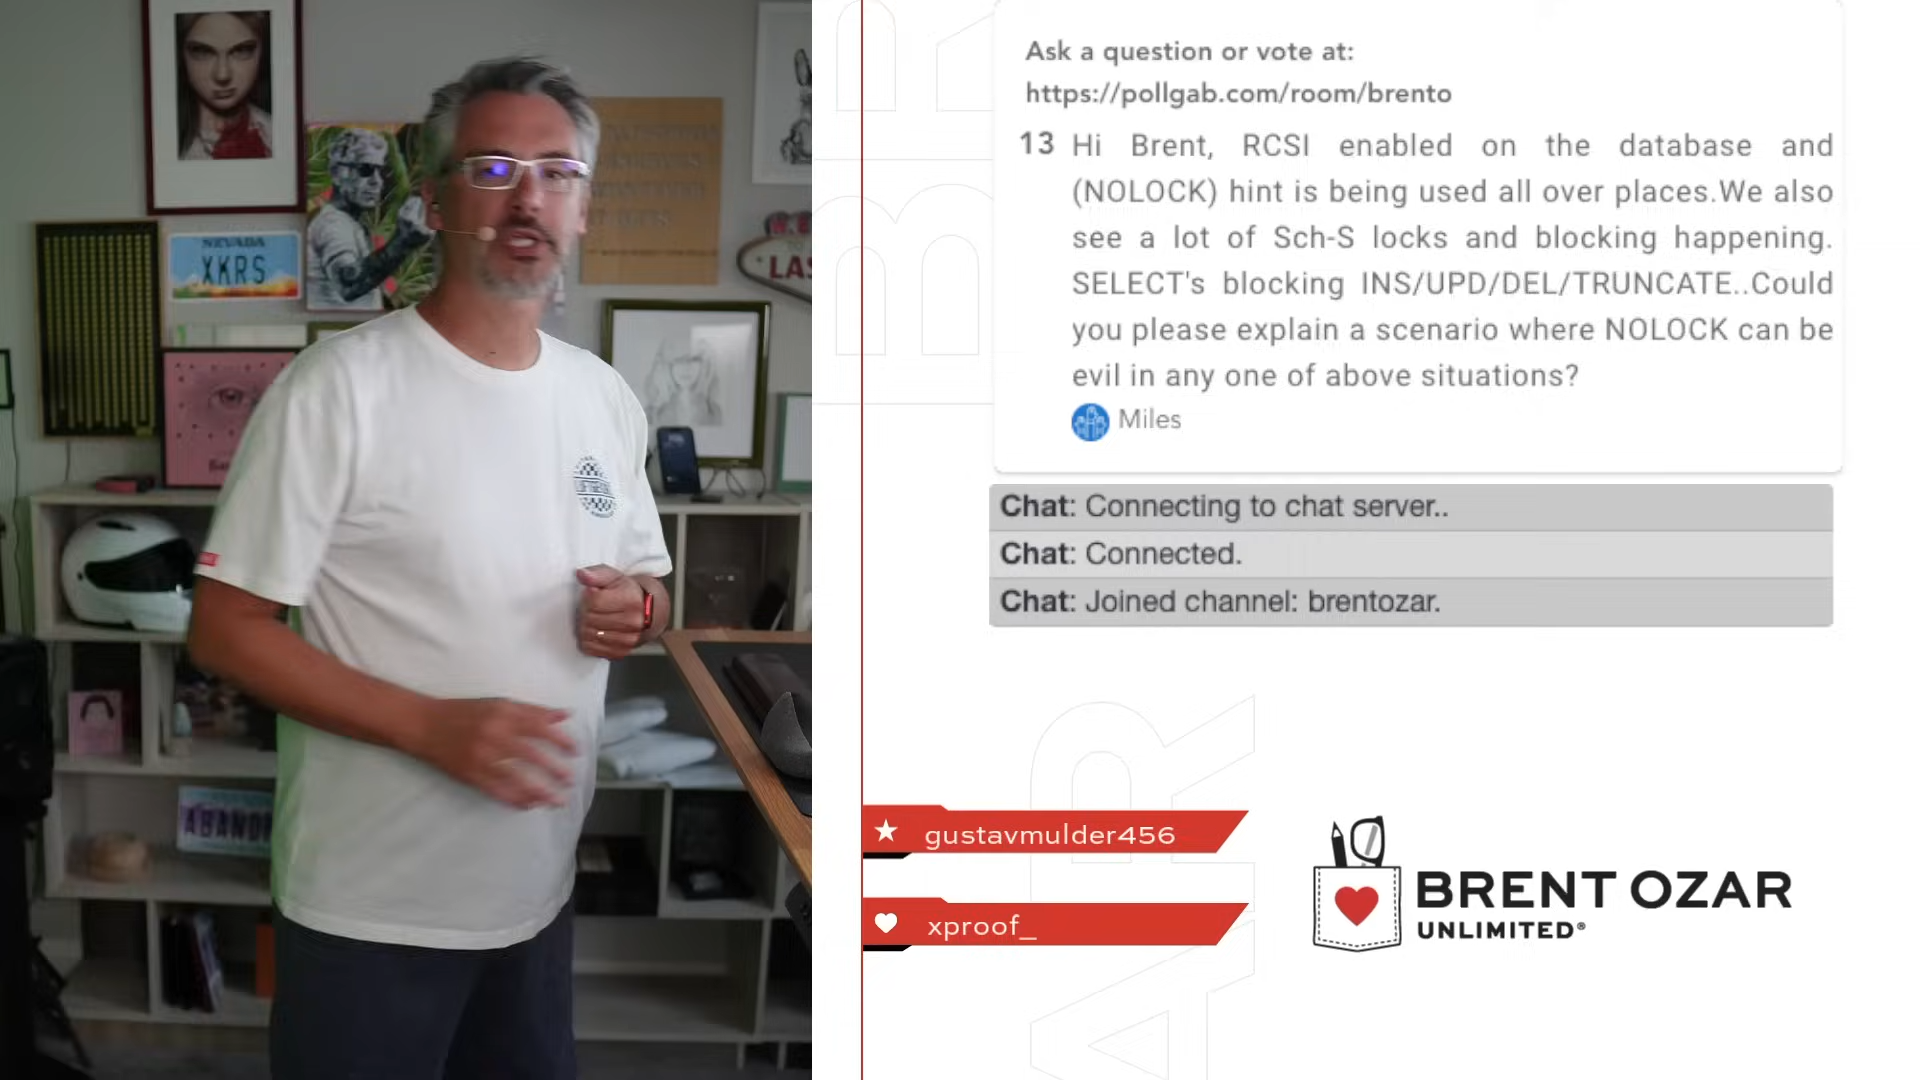 Ask a question or vote at:
https://pollgab.com/room/brento
13 Hi Brent, RCSI enabled on the database and
(NOLOCK) hint is being used all over places.We also
see a lot of Sch-S locks and blocking happening.
SELECT's blocking INS/UPD/DEL/TRUNCATE..Could
you please explain a scenario where NOLOCK can be
evil in any one of above situations?
Miles
Chat: Connecting to chat server..
Chat: Connected.
Chat: Joined channel: brentozar.
gustavmulder456
xproof_
BRENT OZAR
UNLIMITED®
NEVADA
XKRS